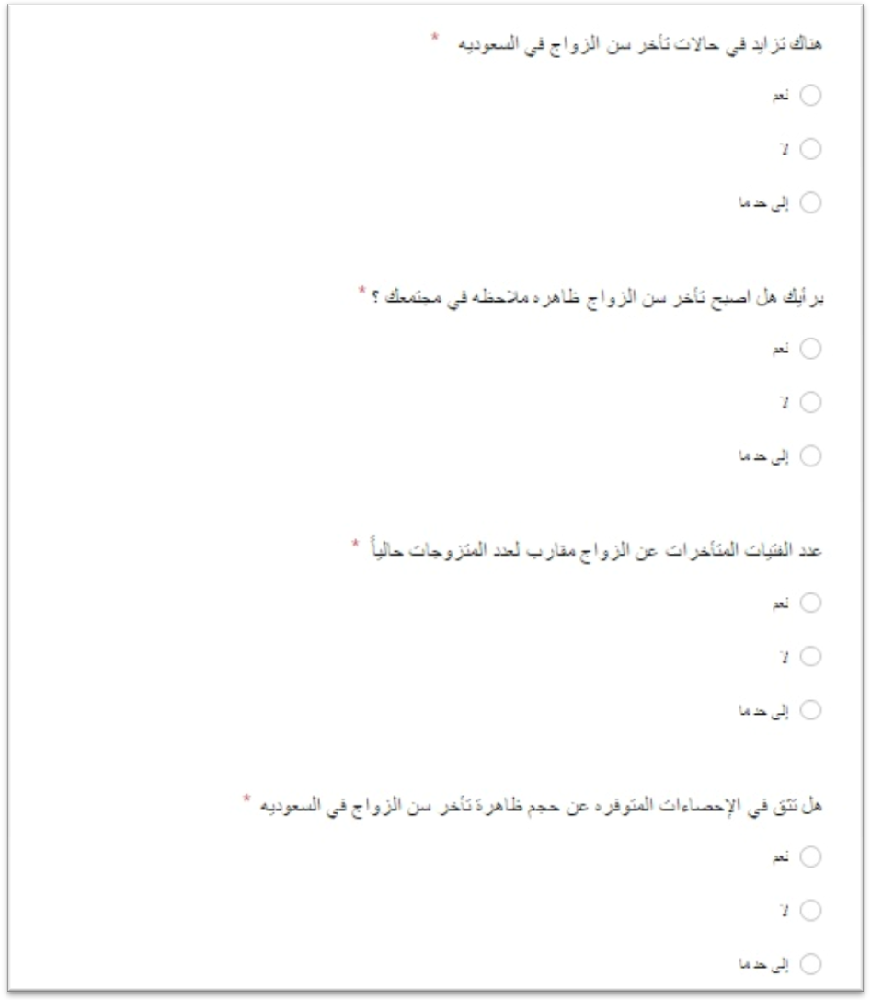 هناك تزايد في حالات تأخر سن الزواج في السعوديه *
نعم
لا
إلى حد ما
برأيك هل اصبح تأخر سن الزواج ظاهره ملاحظه في مجتمعك ؟ *
نعم
لا
إلى حد ما
عدد الفتيات المتأخرات عن الزواج مقارب لعدد المتزوجات حالياً *
نعم
لا
إلى حد ما
هل تثق في الإحصاءات المتوفره عن حجم ظاهرة تأخر سن الزواج في السعوديه *
نعم
لا
إلى حد ما